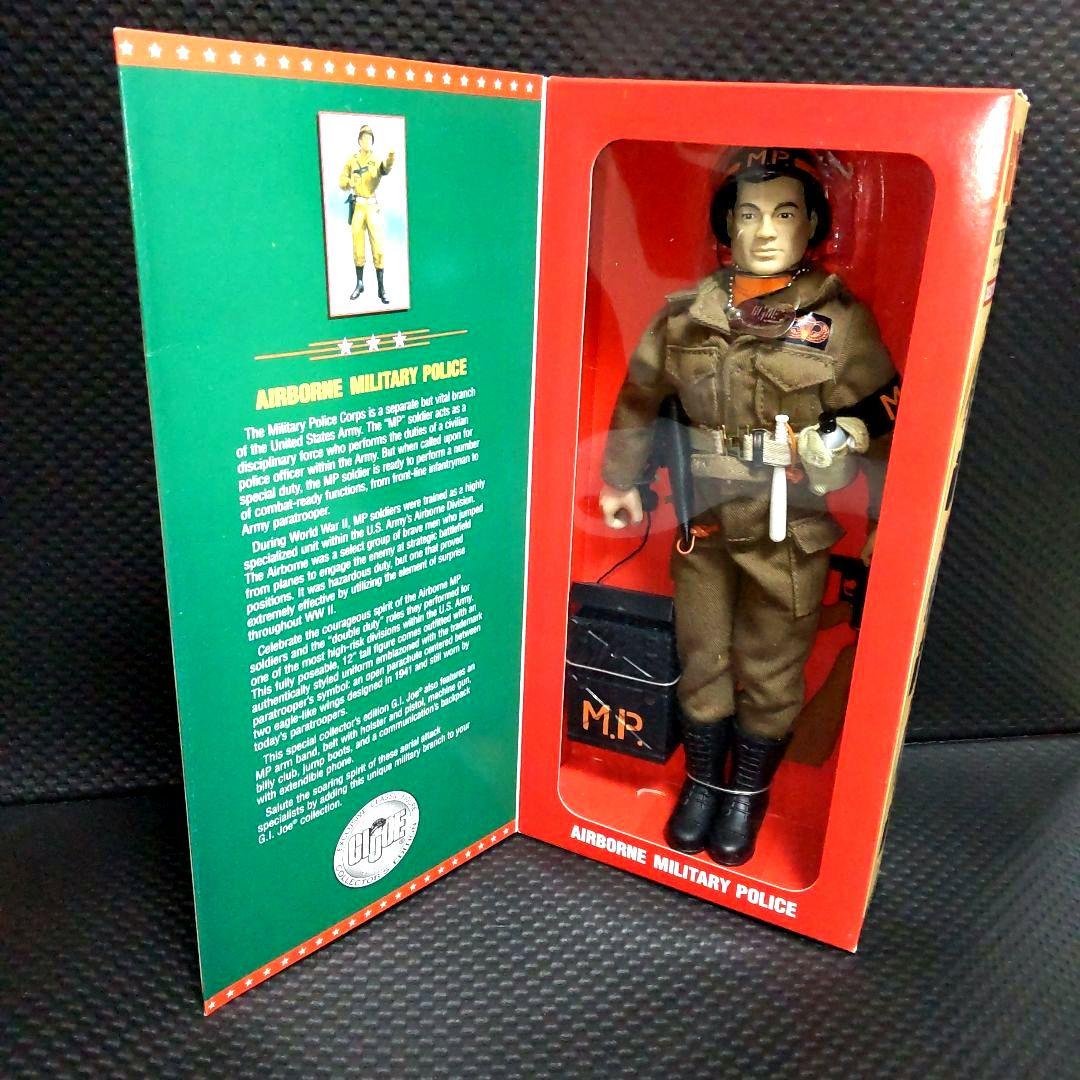 AIRBORNE MILITARY POLICE
The Military Police Corps is a separate but vital branch
of the United States Army. The "MP" soldier acts as a
disciplinary force who performs the duties of a civilian
police officer within the Army. But when called upon for
special duty, the MP soldier is ready to perform a number
of combat-ready functions, from front-line infantryman to
Army paratrooper.
During World War II, MP soldiers were trained as a highly
specialized unit within the U.S. Army's Airborne Division.
The Airborne was a select group of brave men who jumped
from planes to engage the enemy at strategic battlefield
positions. It was hazardous duty, but one that proved
extremely effective by utilizing the element of surprise
throughout WW II.
Celebrate the courageous spirit of the Airborne MP
soldiers and the "double duty" roles they performed for
one of the most high-risk divisions within the U.S. Army.
This fully poseable, 12" tall figure comes outfitted with an
authentically styled uniform emblazoned with the trademark
paratrooper's symbol: an open parachute centered between
two eagle-like wings designed in 1941 and still worn by
today's paratroopers.
This special collector's edition G.I. Joe® also features an
MP arm band, belt with holster and pistol, machine gun,
billy club, jump boots, and a communication's backpack
with extendible phone.
Salute the soaring spirit of these aerial attack
specialists by adding this unique military branch to your
G.I. Joe® collection.
GI JOE
COLLECTOR'S EDITION
M.P.
GI JOE
M
M.P.
AIRBORNE MILITARY POLICE